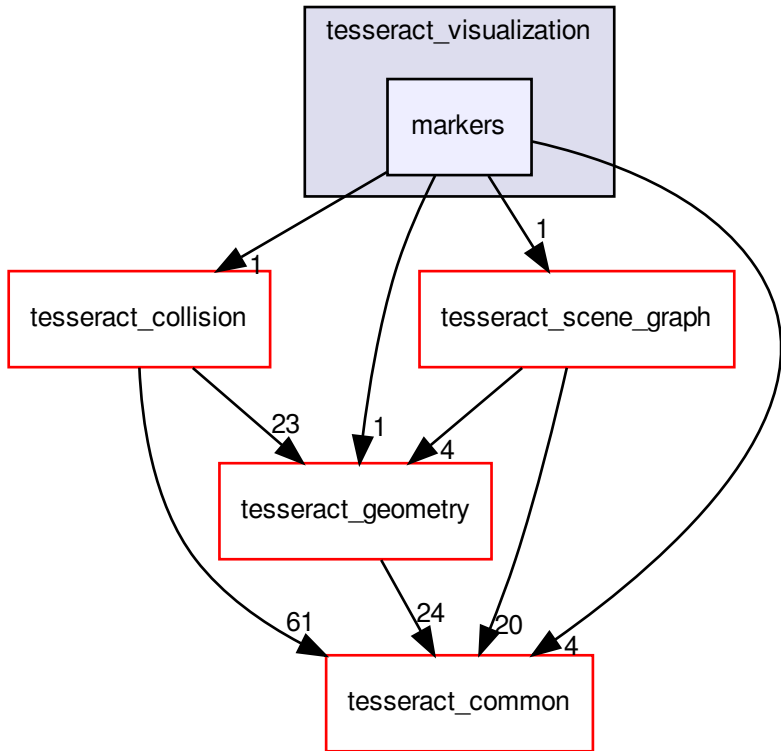 tesseract_visualization
markers
1
1
tesseract_collision
tesseract_scene_graph
23
1
4
tesseract_geometry
61
24
20
4
tesseract_common